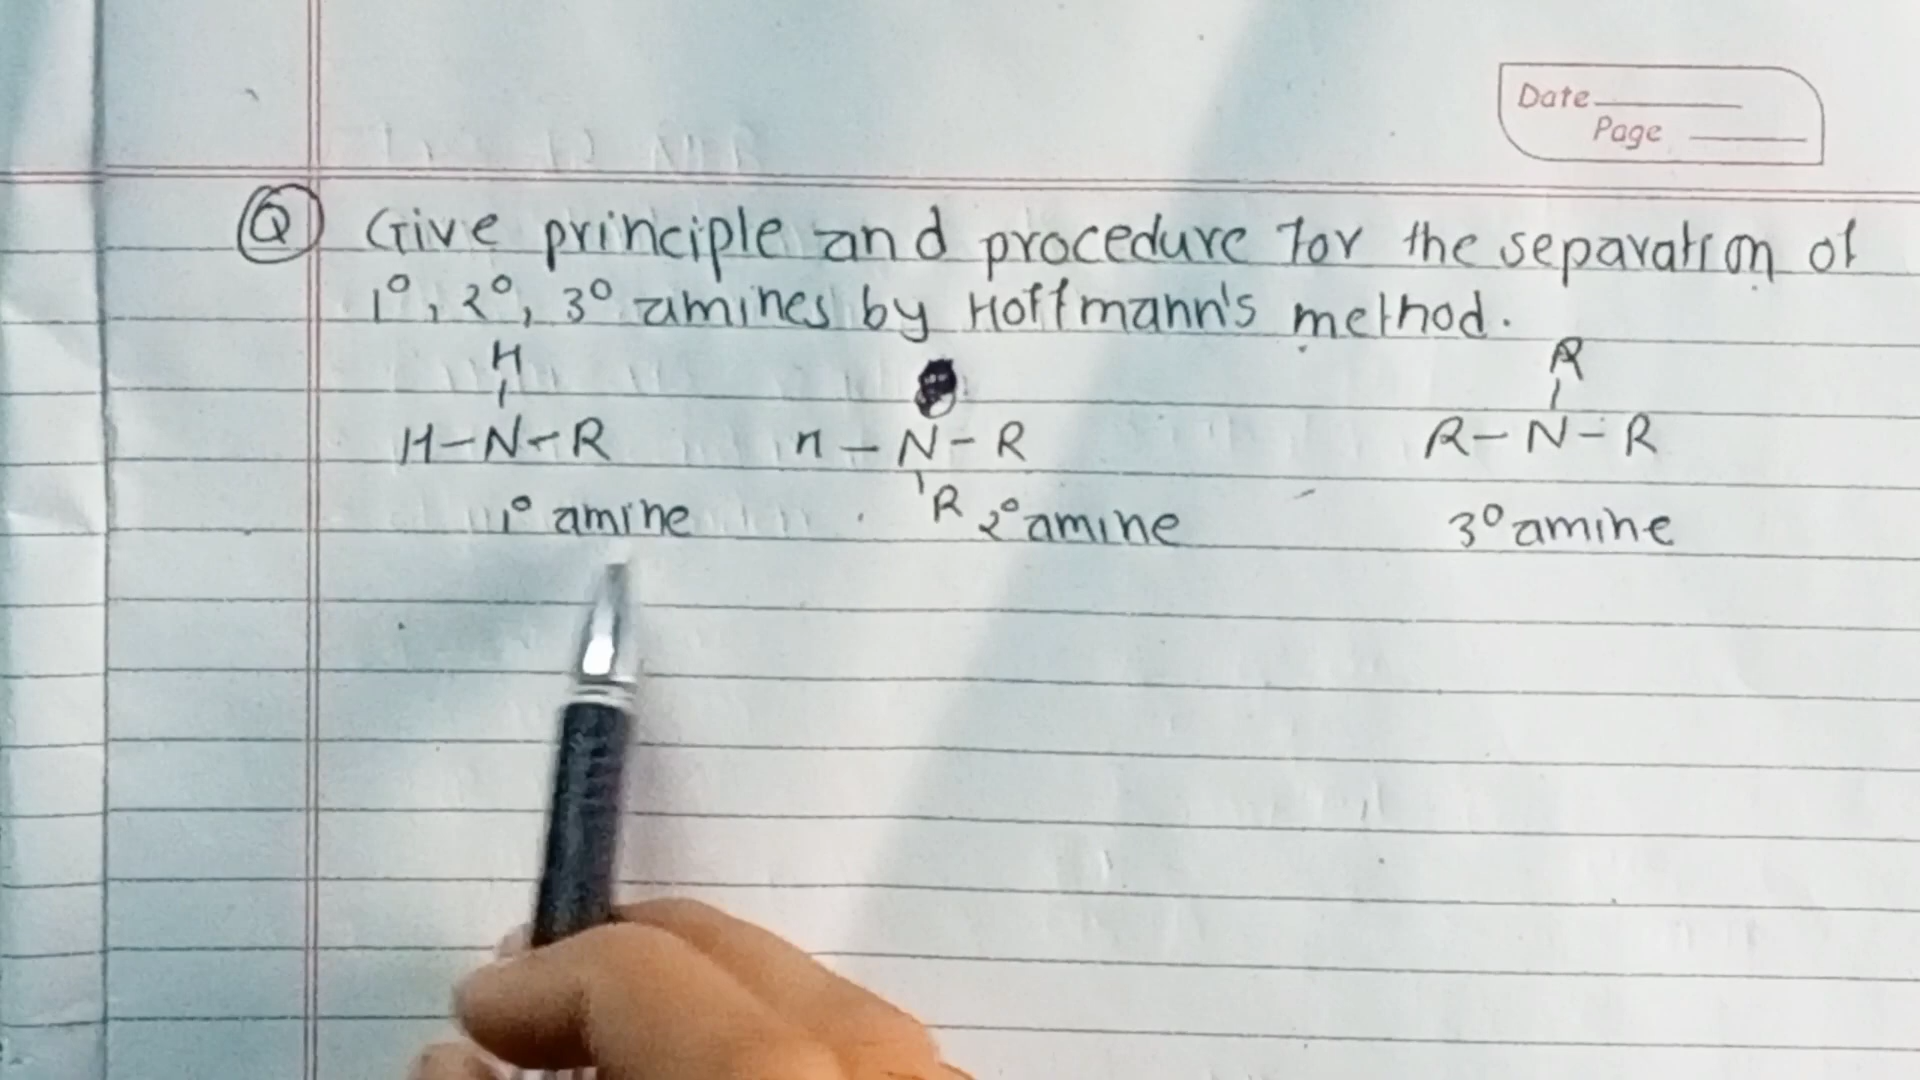 Date
Page
Q Give principle and procedure for the separation of
1°, 2°, 3° amines by Hoffmann's method.
H R
H-N-R H-N-R R-N-R
R
1° amine 2° amine 3° amine